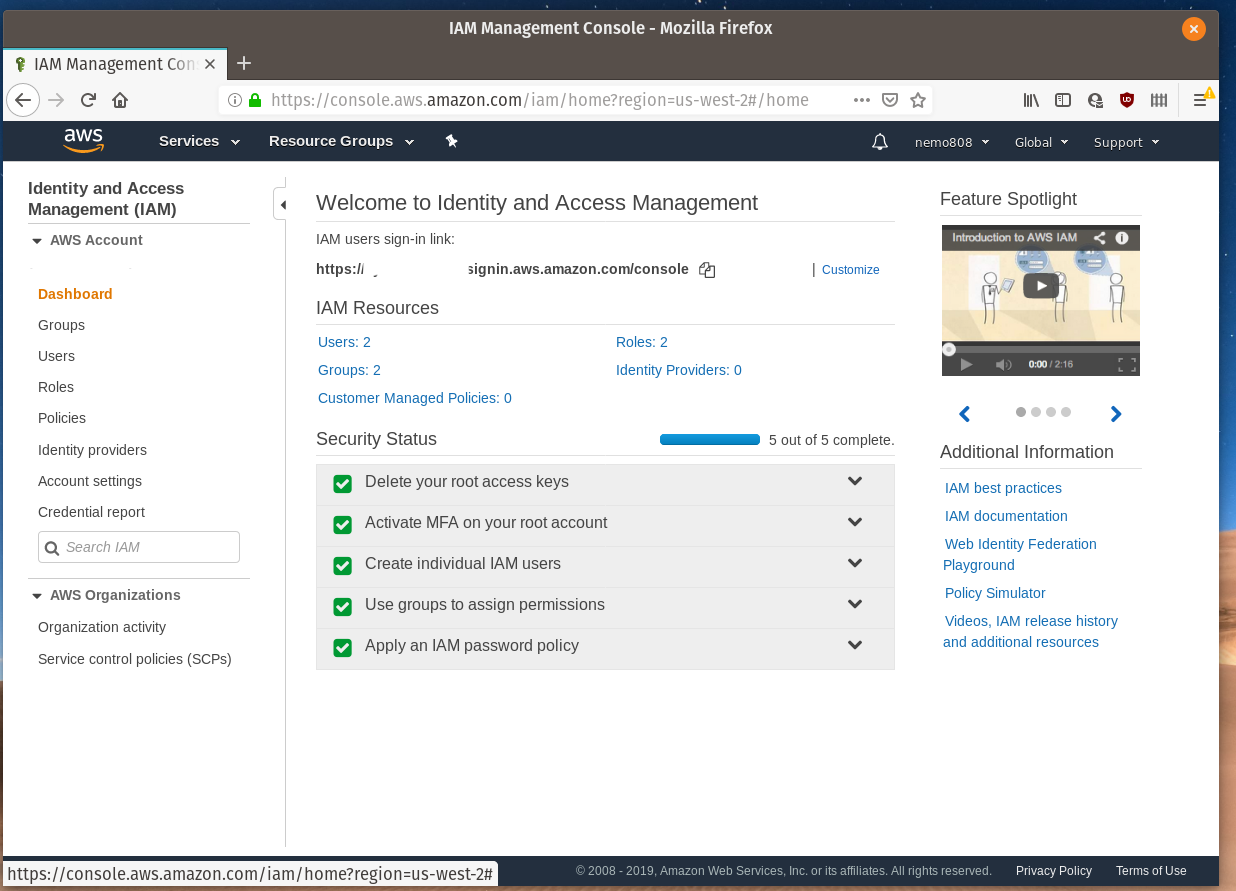 IAM Management Console - Mozilla Firefox
IAM Management Con
https://console.aws.amazon.com/iam/home?region=us-west-2#/home
aws
Services
Resource Groups
nemo808
Global
Support
Identity and Access
Management (IAM)
AWS Account
Dashboard
Groups
Users
Roles
Policies
Identity providers
Account settings
Credential report
Search IAM
AWS Organizations
Organization activity
Service control policies (SCPs)
Welcome to Identity and Access Management
IAM users sign-in link:
https:// signin.aws.amazon.com/console | Customize
IAM Resources
Users: 2
Roles: 2
Groups: 2
Identity Providers: 0
Customer Managed Policies: 0
Security Status
5 out of 5 complete.
Delete your root access keys
Activate MFA on your root account
Create individual IAM users
Use groups to assign permissions
Apply an IAM password policy
Feature Spotlight
Introduction to AWS IAM
0:00 / 2:16
Additional Information
IAM best practices
IAM documentation
Web Identity Federation
Playground
Policy Simulator
Videos, IAM release history
and additional resources
https://console.aws.amazon.com/iam/home?region=us-west-2#
© 2008 - 2019, Amazon Web Services, Inc. or its affiliates. All rights reserved.
Privacy Policy
Terms of Use